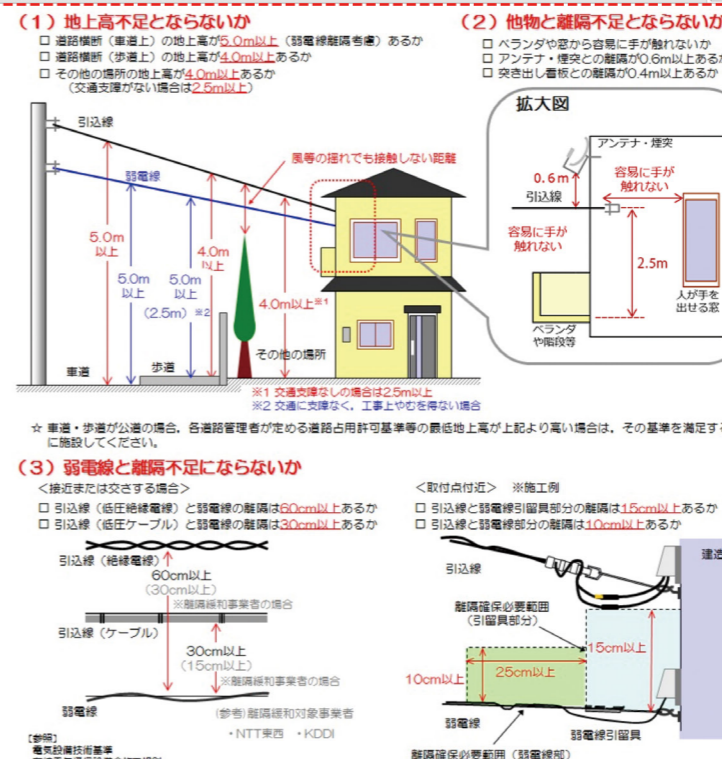 (1)地上高不足とならないか
□ 道路横断(車道上)の地上高が5.0m以上(弱電線離隔考慮)あるか
□ 道路横断(歩道上)の地上高が4.0m以上あるか
□ その他の場所の地上高が4.0m以上あるか
(交通支障がない場合は2.5m以上)
引込線
弱電線
風等の揺れでも接触しない距離
5.0m
以上
5.0m
以上
5.0m
以上
(2.5m)※2
4.0m
以上
4.0m以上※1
その他の場所
車道
歩道
※1 交通支障なしの場合は2.5m以上
※2 交通に支障なく、工事上やむを得ない場合
(2)他物と離隔不足とならないか
□ ベランダや窓から容易に手が触れないか
□ アンテナ・煙突との離隔が0.6m以上あるか
□ 突き出し看板との離隔が0.4m以上あるか
拡大図
アンテナ・煙突
0.6m
容易に手が
触れない
引込線
容易に手が
触れない
2.5m
人が手を
出せる窓
ベランダ
や階段等
☆ 車道・歩道が公道の場合、各道路管理者が定める道路占用許可基準等の最低地上高が上記より高い場合は、その基準を満足する
に施設してください。
(3)弱電線と離隔不足にならないか
<接近または交さする場合>
□ 引込線(低圧絶縁電線)と弱電線の離隔は60cm以上あるか
□ 引込線(低圧ケーブル)と弱電線の離隔は30cm以上あるか
引込線(絶縁電線)
60cm以上
(30cm以上)
※離隔緩和事業者の場合
引込線(ケーブル)
30cm以上
(15cm以上)
※離隔緩和事業者の場合
弱電線
(参考)離隔緩和対象事業者
・NTT東西 ・KDDI
【参照】
電気設備技術基準
<取付点付近> ※施工例
□ 引込線と弱電線引留具部分の離隔は15cm以上あるか
□ 引込線と弱電線部分の離隔は10cm以上あるか
引込線
建造
離隔確保必要範囲
(引留具部分)
15cm以上
25cm以上
10cm以上
弱電線
弱電線引留具
離隔確保必要範囲(弱電線部)